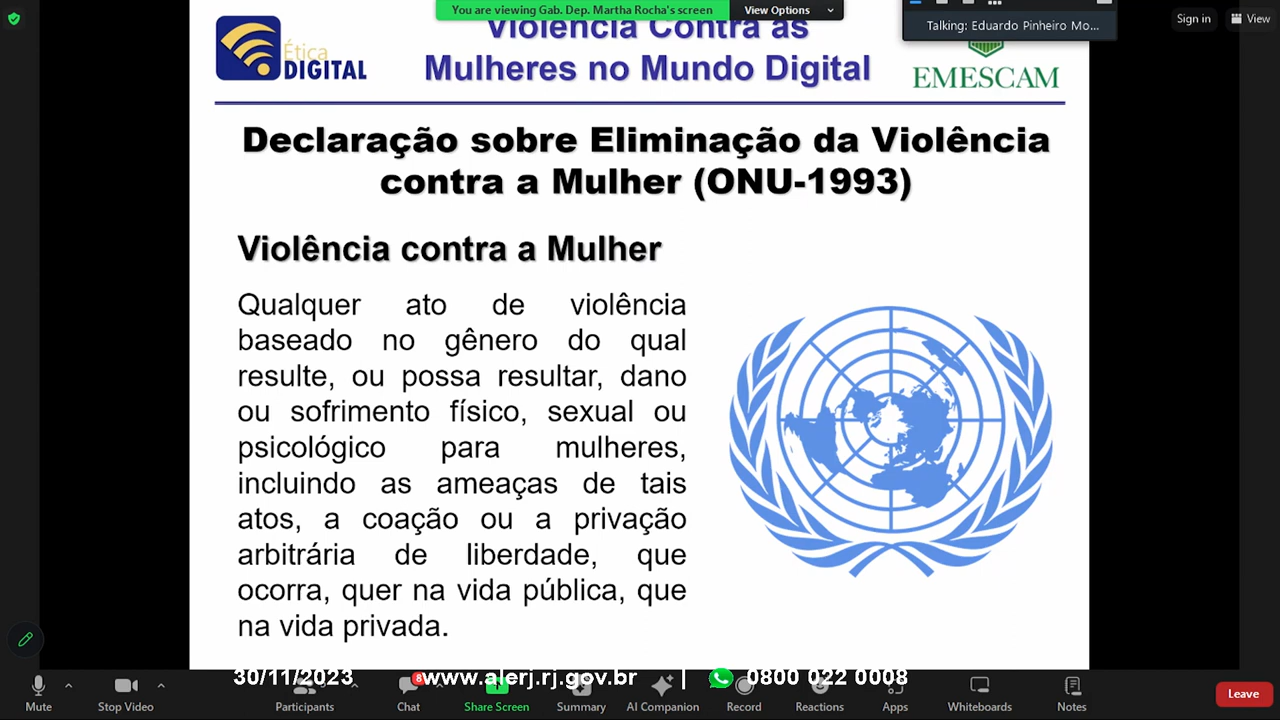 You are viewing Gab. Dep. Martha Rocha's screen
View Options
Talking: Eduardo Pinheiro Mo...
Sign in
View
Ética
DIGITAL
Violência Contra as
Mulheres no Mundo Digital
EMESCAM
Declaração sobre Eliminação da Violência
contra a Mulher (ONU-1993)
Violência contra a Mulher
Qualquer ato de violência
baseado no gênero do qual
resulte, ou possa resultar, dano
ou sofrimento físico, sexual ou
psicológico para mulheres,
incluindo as ameaças de tais
atos, a coação ou a privação
arbitrária de liberdade, que
ocorra, quer na vida pública, que
na vida privada.
30/11/2023 www.alerj.rj.gov.br | 0800 022 0008
8
Mute
Stop Video
Participants
Chat
Share Screen
Summary
AI Companion
Record
Reactions
Apps
Whiteboards
Notes
Leave